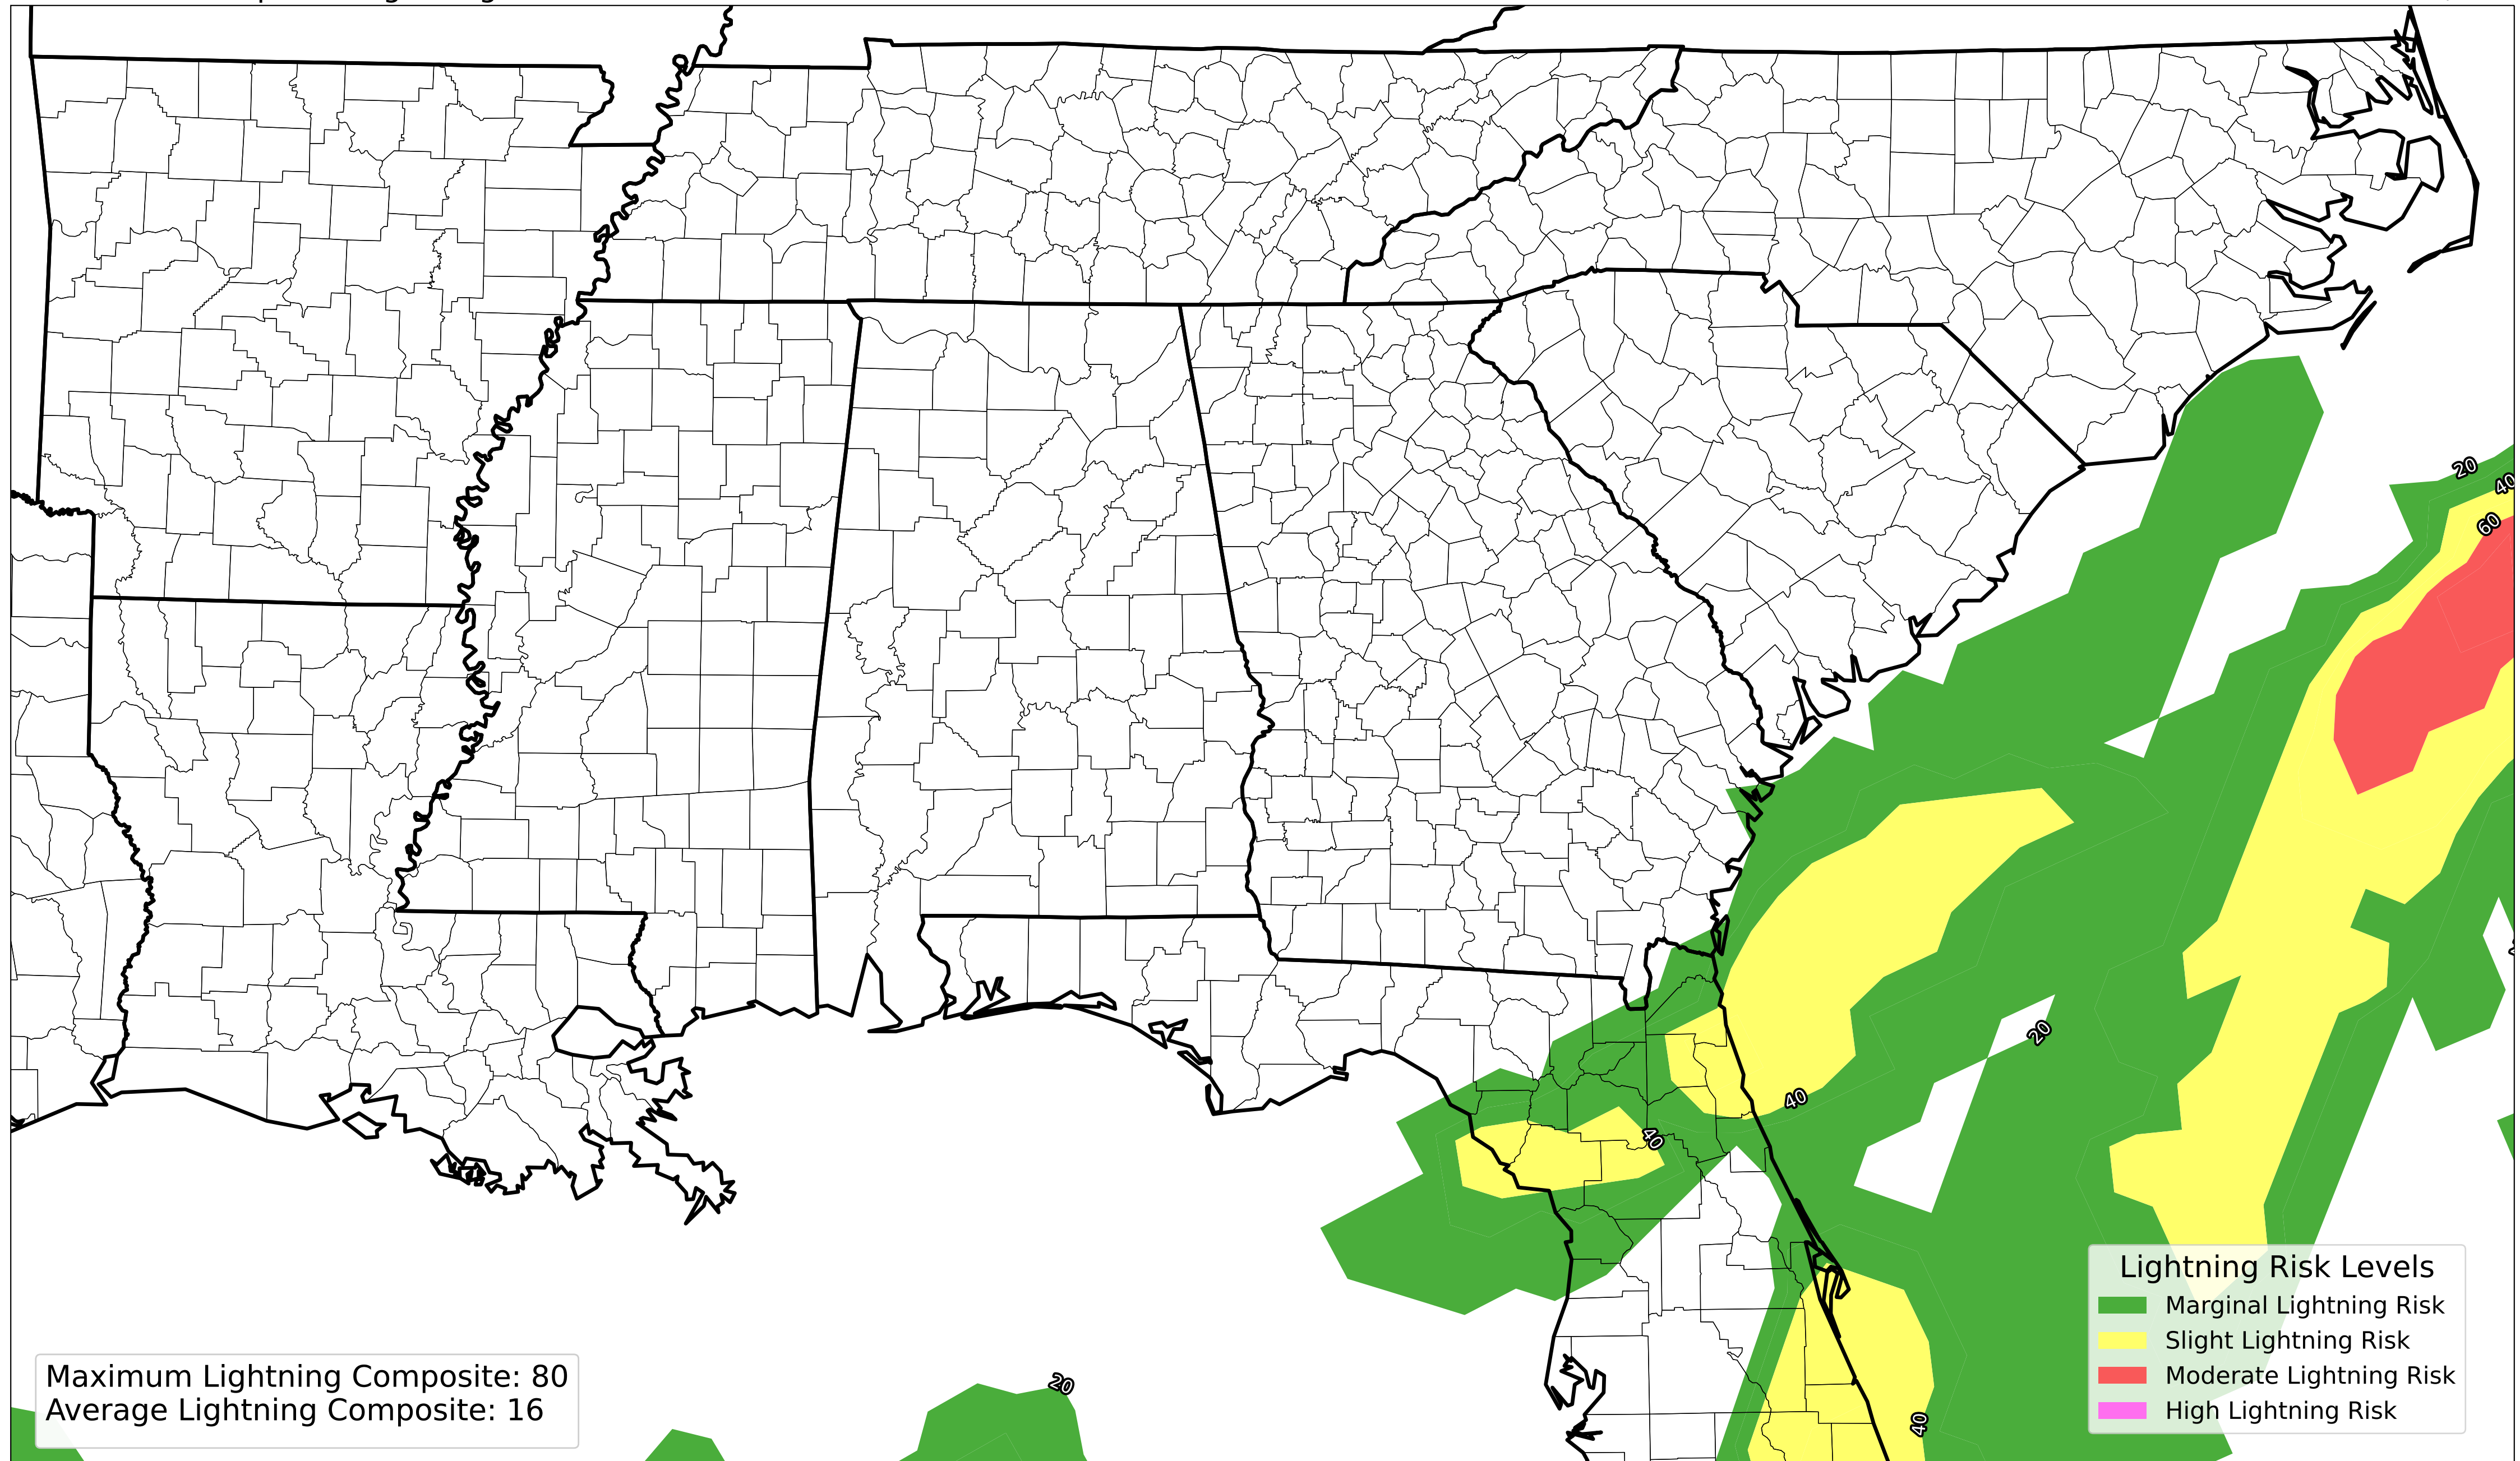 20
40
60
20
40
40
20
40
Lightning Risk Levels
Marginal Lightning Risk
Slight Lightning Risk
Moderate Lightning Risk
High Lightning Risk
Maximum Lightning Composite: 80
Average Lightning Composite: 16